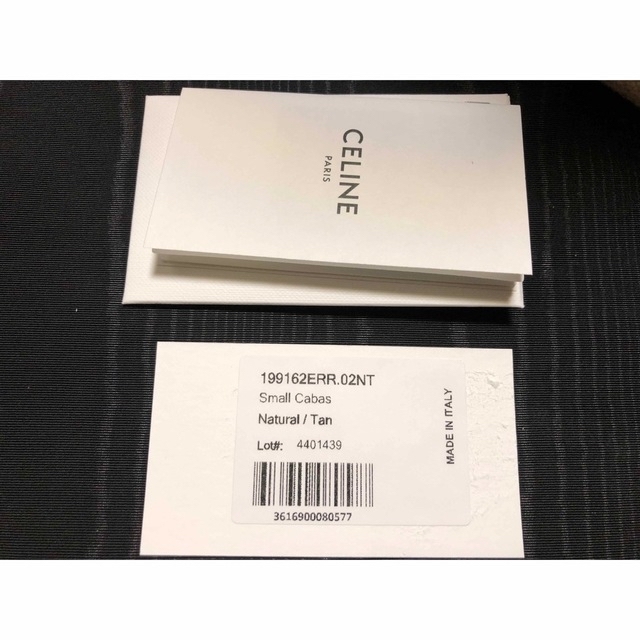 CELINE
PARIS
199162ERR.02NT
Small Cabas
Natural / Tan
Lot#: 4401439
3616900080577
MADE IN ITALY